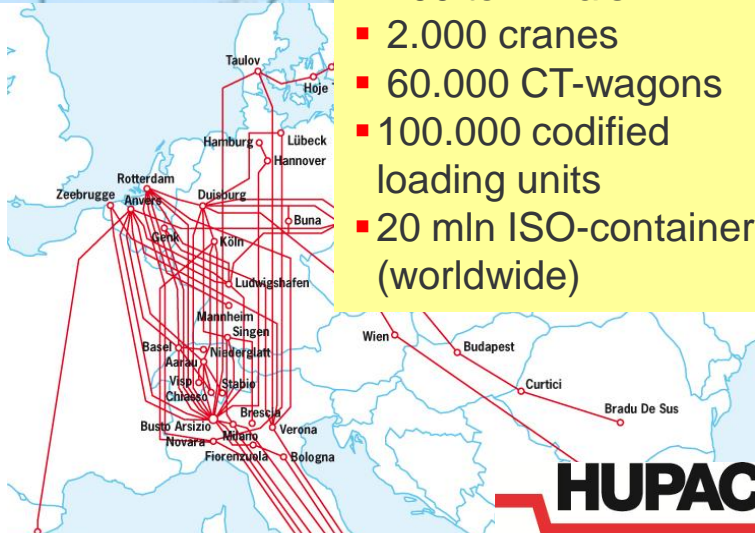 2.000 cranes
60.000 CT-wagons
100.000 codified
loading units
20 mln ISO-container
(worldwide)
Taulov
Hoje
Hamburg
Lübeck
Hannover
Rotterdam
Zeebrugge
Anvers
Duisburg
Buna
Genk
Köln
Ludwigshafen
Mannheim
Singen
Basel
Niederglatt
Aarau
Visp
Stabio
Chiasso
Wien
Budapest
Curtici
Bradu De Sus
Brescia
Busto Arsizio
Milano
Verona
Novara
Fiorenzuola
Bologna
HUPAC